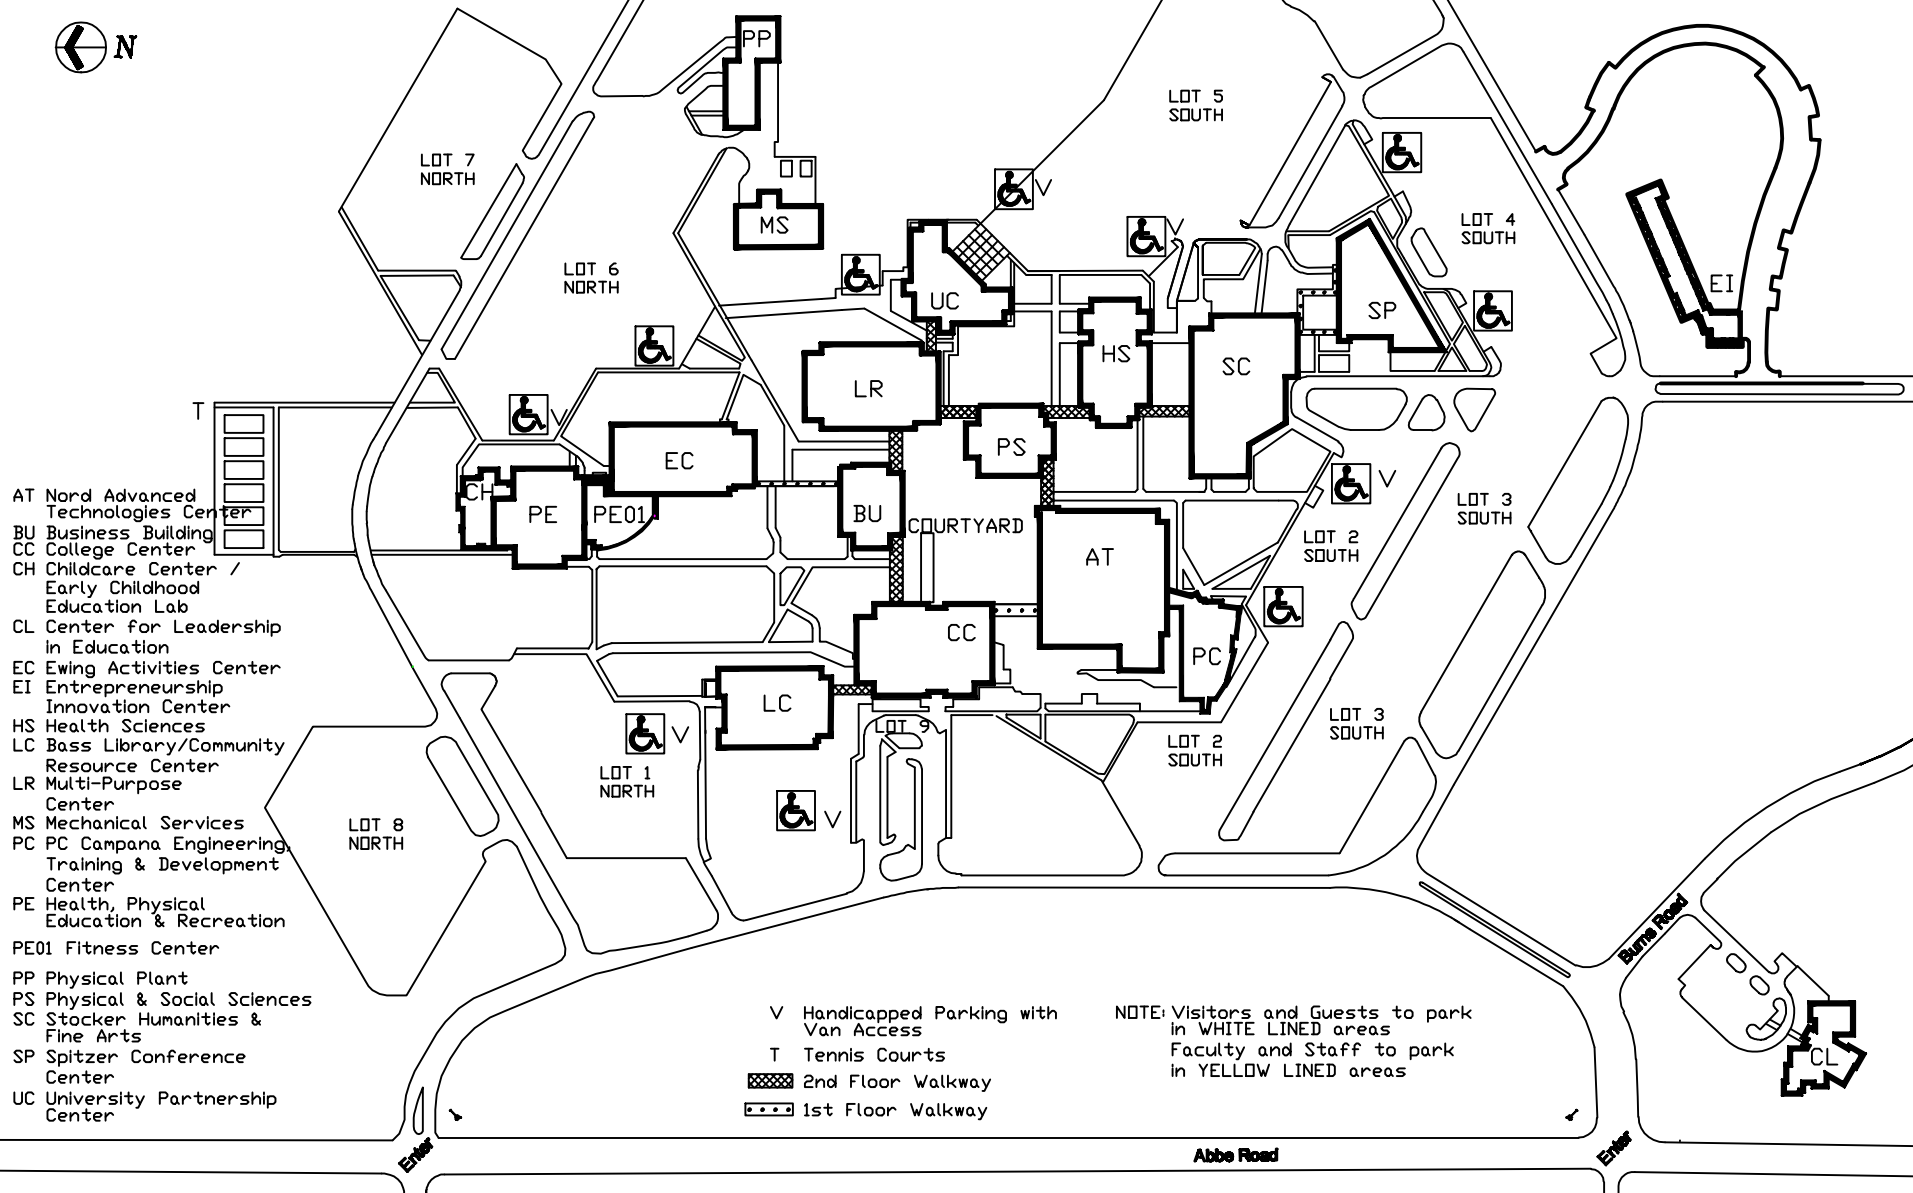 N
PP
LOT 5
SOUTH
LOT 7
NORTH
V
LOT 4
SOUTH
V
MS
LOT 6
NORTH
EI
UC
SP
HS
SC
LR
T
V
PS
EC
V
CH
PE
PE01
BU
COURTYARD
LOT 3
SOUTH
LOT 2
SOUTH
AT
CC
PC
LC
LOT 9
V
LOT 3
SOUTH
LOT 2
SOUTH
LOT 1
NORTH
V
LOT 8
NORTH
AT Nord Advanced
Technologies Center
BU Business Building
CC College Center
CH Childcare Center /
Early Childhood
Education Lab
CL Center for Leadership
in Education
EC Ewing Activities Center
EI Entrepreneurship
Innovation Center
HS Health Sciences
LC Bass Library/Community
Resource Center
LR Multi-Purpose
Center
MS Mechanical Services
PC PC Campana Engineering,
Training & Development
Center
PE Health, Physical
Education & Recreation
PE01 Fitness Center
PP Physical Plant
PS Physical & Social Sciences
SC Stocker Humanities &
Fine Arts
SP Spitzer Conference
Center
UC University Partnership
Center
V Handicapped Parking with
Van Access
T Tennis Courts
2nd Floor Walkway
1st Floor Walkway
NOTE: Visitors and Guests to park
in WHITE LINED areas
Faculty and Staff to park
in YELLOW LINED areas
Burns Road
CL
Enter
Abbe Road
Enter